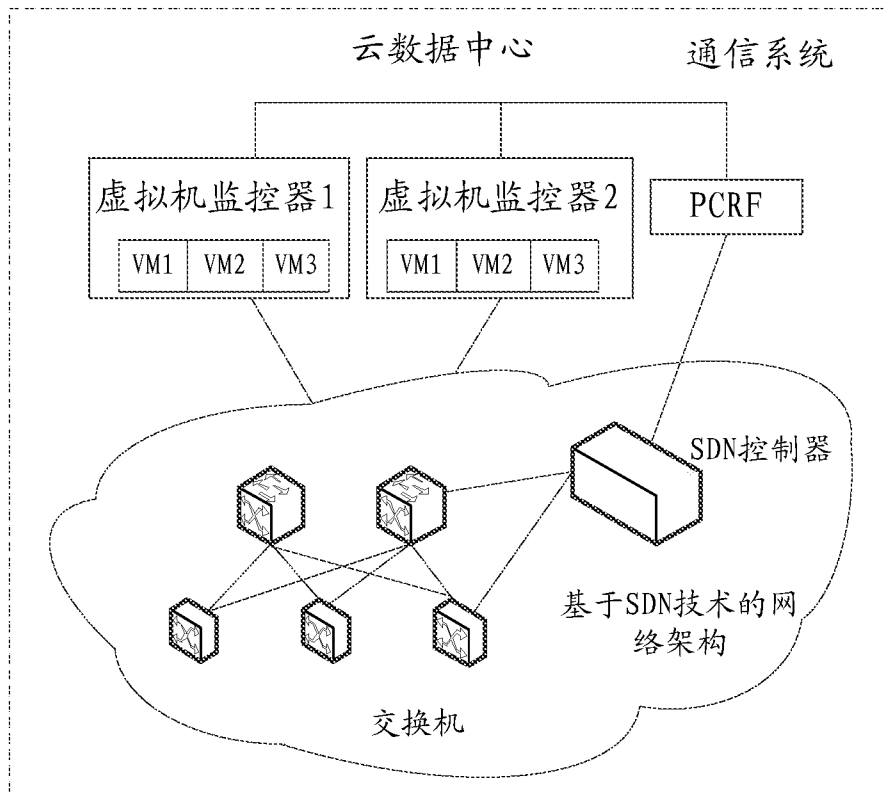 云数据中心
通信系统
虚拟机监控器1
VM1 VM2 VM3
虚拟机监控器2
VM1 VM2 VM3
PCRF
SDN控制器
基于SDN技术的网
络架构
交换机